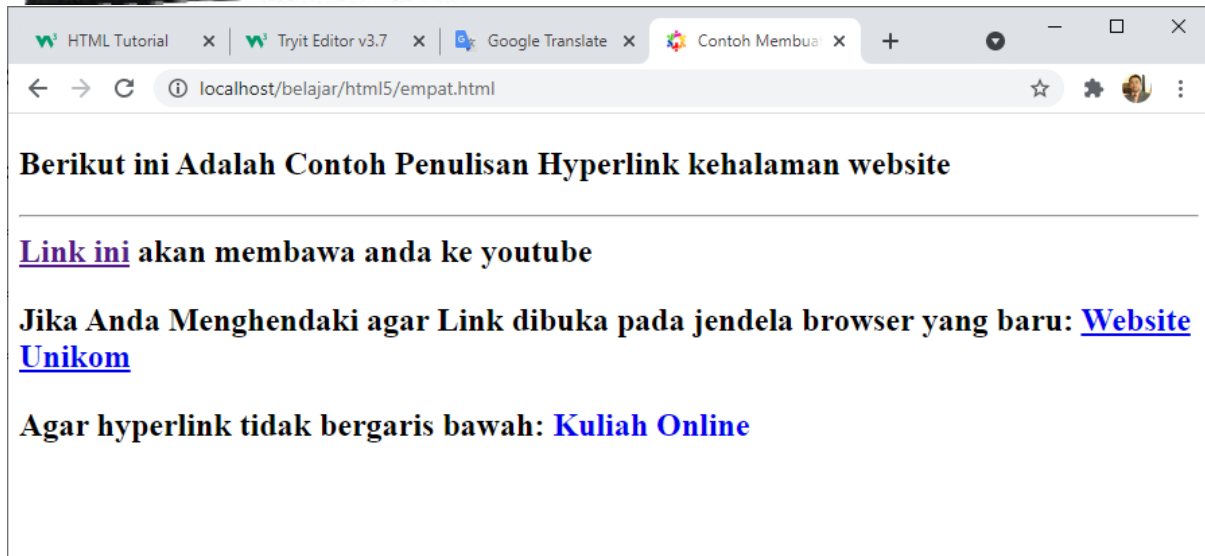 HTML Tutorial
Tryit Editor v3.7
Google Translate
Contoh Membua
localhost/belajar/html5/empat.html
Berikut ini Adalah Contoh Penulisan Hyperlink kehalaman website
Link ini akan membawa anda ke youtube
Jika Anda Menghendaki agar Link dibuka pada jendela browser yang baru: Website
Unikom
Agar hyperlink tidak bergaris bawah: Kuliah Online